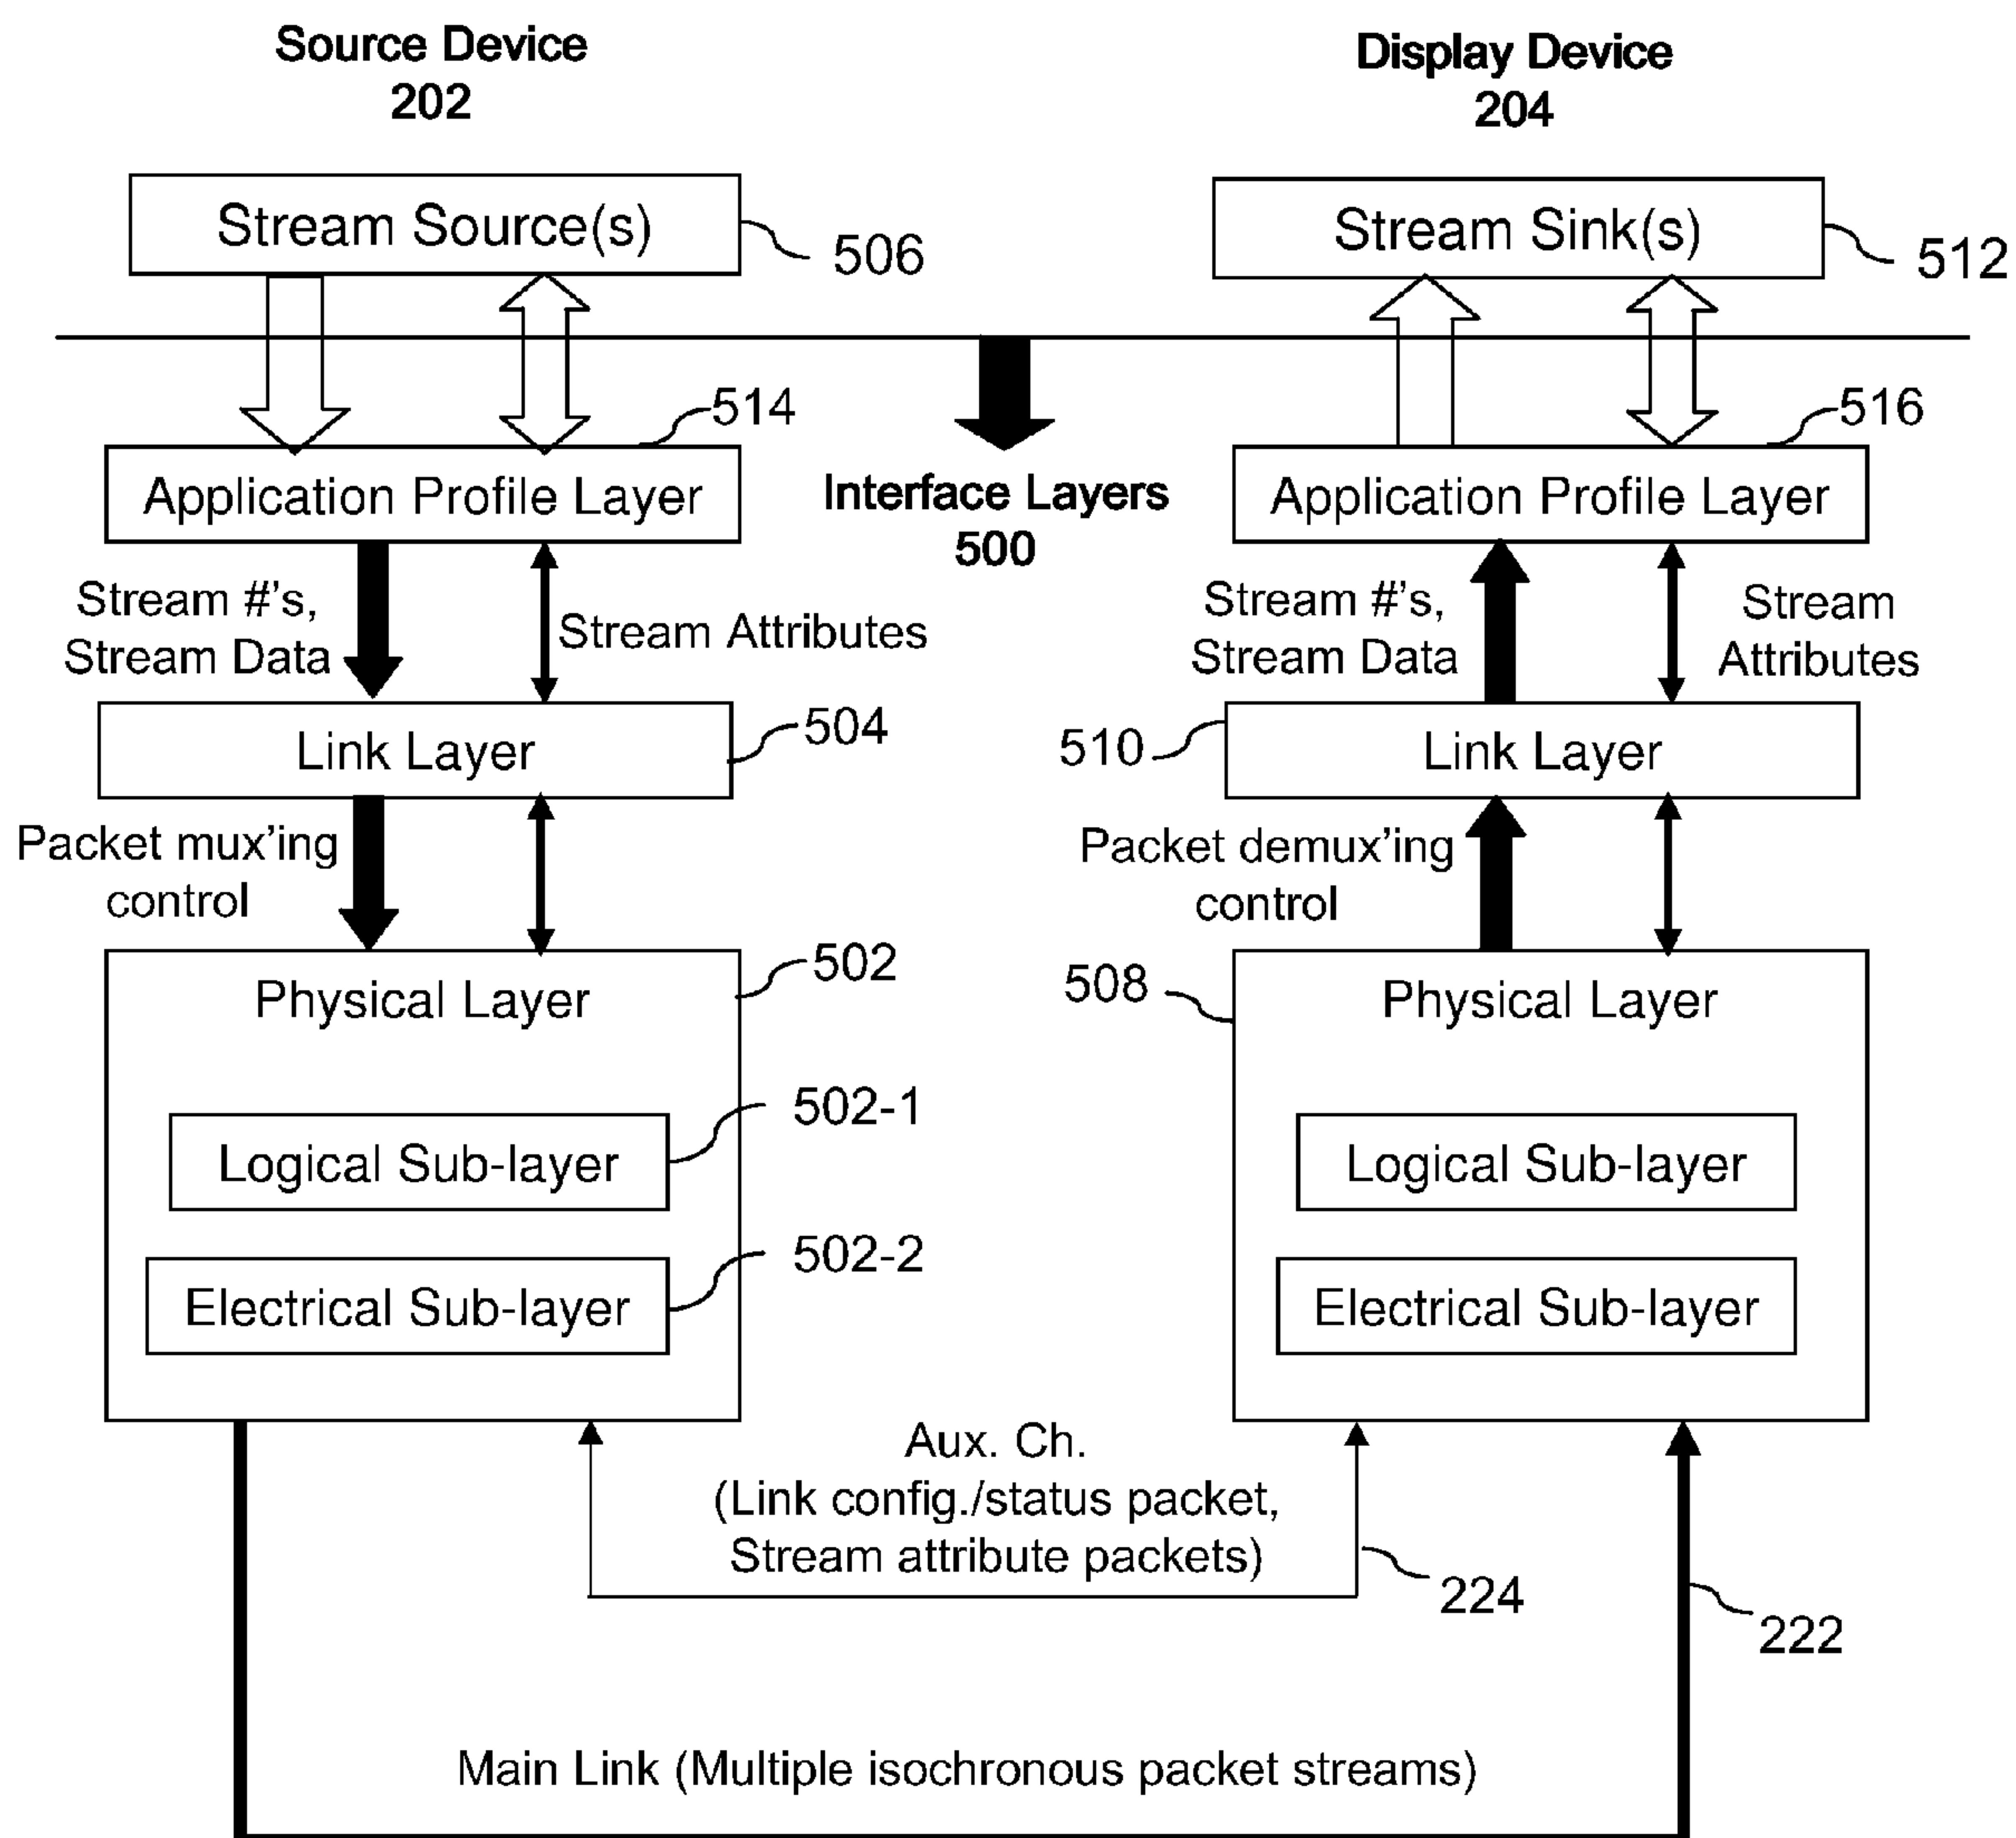 Source Device
202
Display Device
204
Stream Source(s)
506
Stream Sink(s)
512
514
516
Application Profile Layer
Interface Layers
500
Application Profile Layer
Stream #'s,
Stream Data
Stream Attributes
Stream #'s,
Stream Data
Stream
Attributes
Link Layer
504
510
Link Layer
Packet mux'ing
control
Packet demux'ing
control
Physical Layer
502
508
Physical Layer
502-1
Logical Sub-layer
Logical Sub-layer
502-2
Electrical Sub-layer
Electrical Sub-layer
Aux. Ch.
(Link config./status packet,
Stream attribute packets)
224
222
Main Link (Multiple isochronous packet streams)